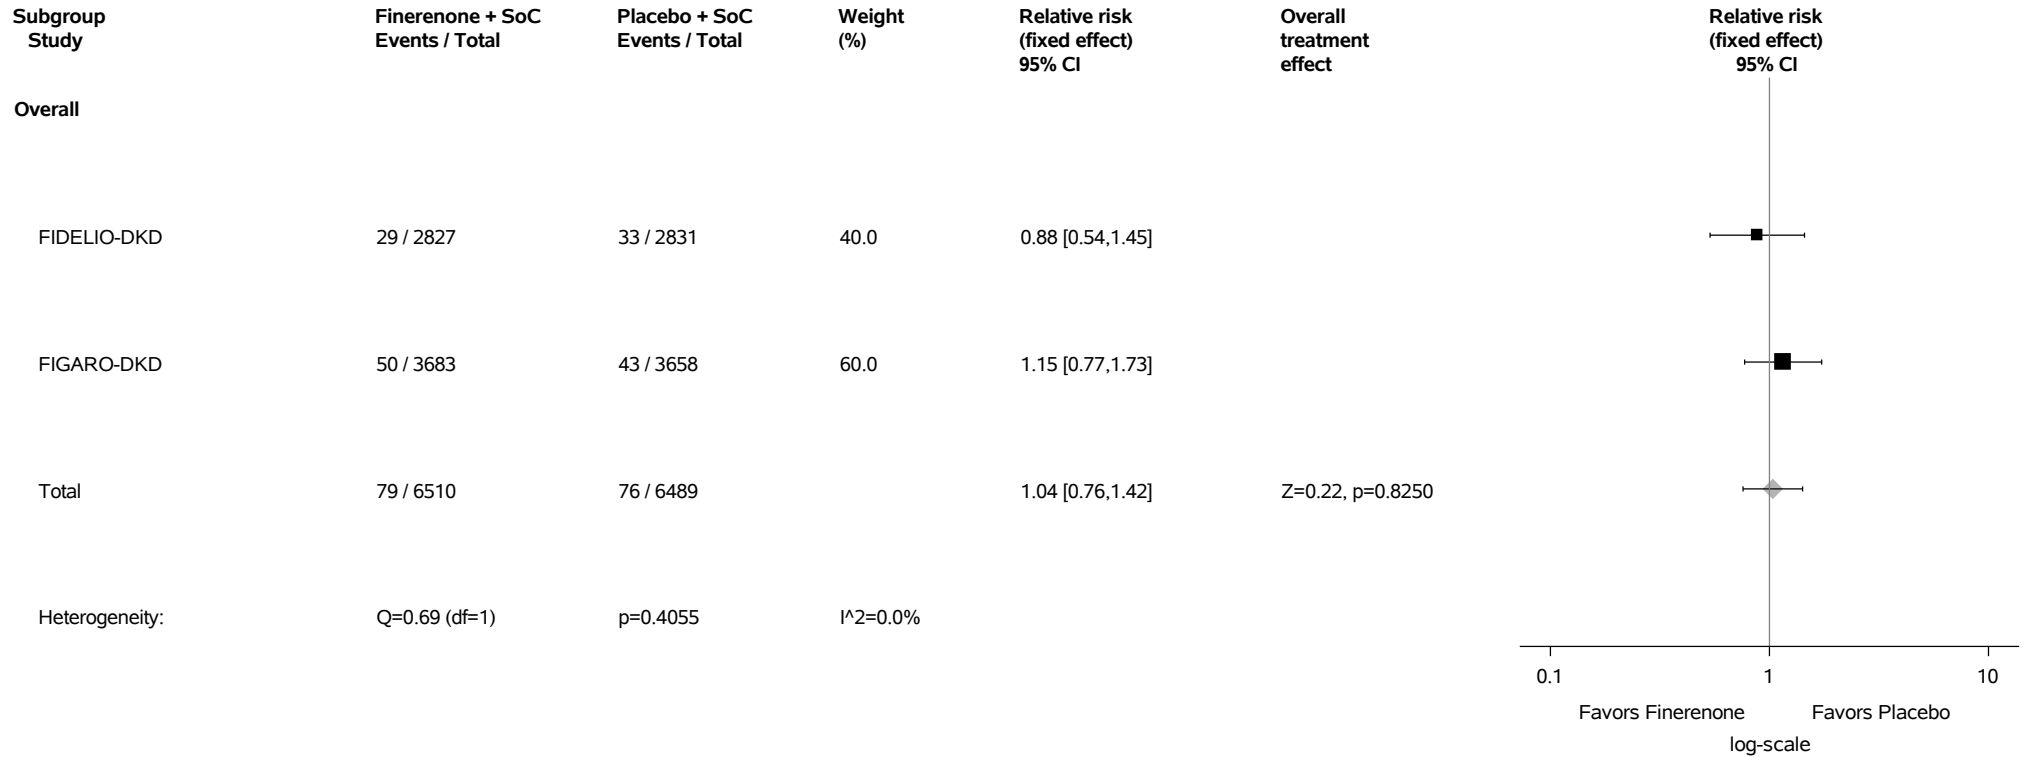 Subgroup Finerenone + SoC Placebo + SoC Weight Relative risk Overall Relative risk
Study Events / Total Events / Total (%) (fixed effect) treatment (fixed effect)
95% CI effect 95% CI
Overall
FIDELIO-DKD 29 / 2827 33 / 2831 40.0 0.88 [0.54,1.45]
FIGARO-DKD 50 / 3683 43 / 3658 60.0 1.15 [0.77,1.73]
Total 79 / 6510 76 / 6489 1.04 [0.76,1.42] Z=0.22, p=0.8250
Heterogeneity: Q=0.69 (df=1) p=0.4055 I^2=0.0%
0.1 1 10
Favors Finerenone Favors Placebo
log-scale